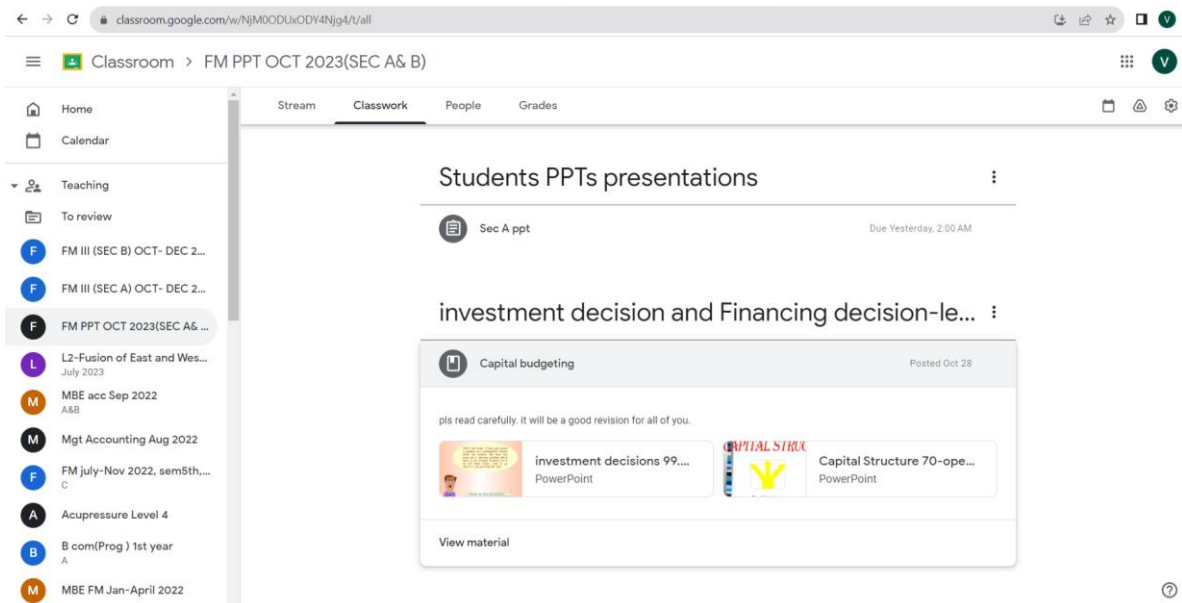 classroom.google.com/w/NjM0ODUxODY4Njg4/t/all
V
Classroom > FM PPT OCT 2023(SEC A& B)
V
Home
Calendar
Teaching
To review
F FM III (SEC B) OCT- DEC 2...
F FM III (SEC A) OCT- DEC 2...
F FM PPT OCT 2023(SEC A& ...
L L2-Fusion of East and Wes...
July 2023
M MBE acc Sep 2022
A&B
M Mgt Accounting Aug 2022
F FM july-Nov 2022, sem5th,...
C
A Acupressure Level 4
B B com(Prog ) 1st year
A
M MBE FM Jan-April 2022
Stream Classwork People Grades
Students PPTs presentations
Sec A ppt Due Yesterday, 2:00 AM
investment decision and Financing decision-le...
Capital budgeting Posted Oct 28
pls read carefully. it will be a good revision for all of you.
investment decisions 99....
PowerPoint
CAPITAL STRUC
Capital Structure 70-ope...
PowerPoint
View material